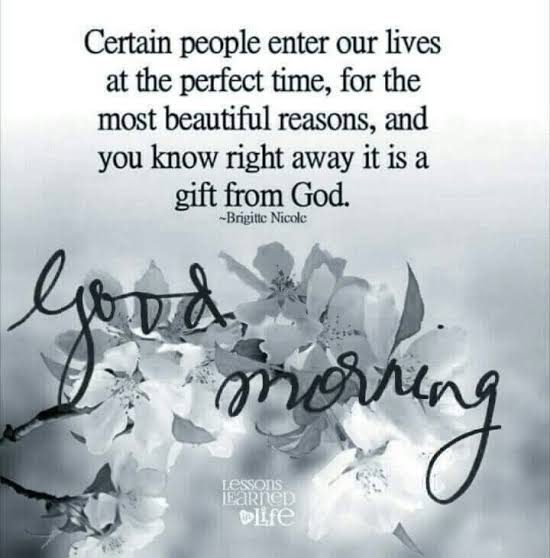 Certain people enter our lives
at the perfect time, for the
most beautiful reasons, and
you know right away it is a
gift from God.
~Brigitte Nicole
Good
morning
Lessons
LEARNED
in Life